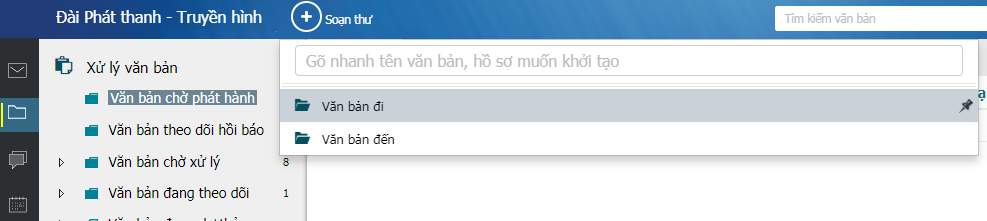 Đài Phát thanh - Truyền hình
Soạn thư
Tìm kiếm văn bản
Gõ nhanh tên văn bản, hồ sơ muốn khởi tạo
Xử lý văn bản
Văn bản chờ phát hành
Văn bản đi
Văn bản theo dõi hồi báo
Văn bản đến
Văn bản chờ xử lý 8
Văn bản đang theo dõi 1